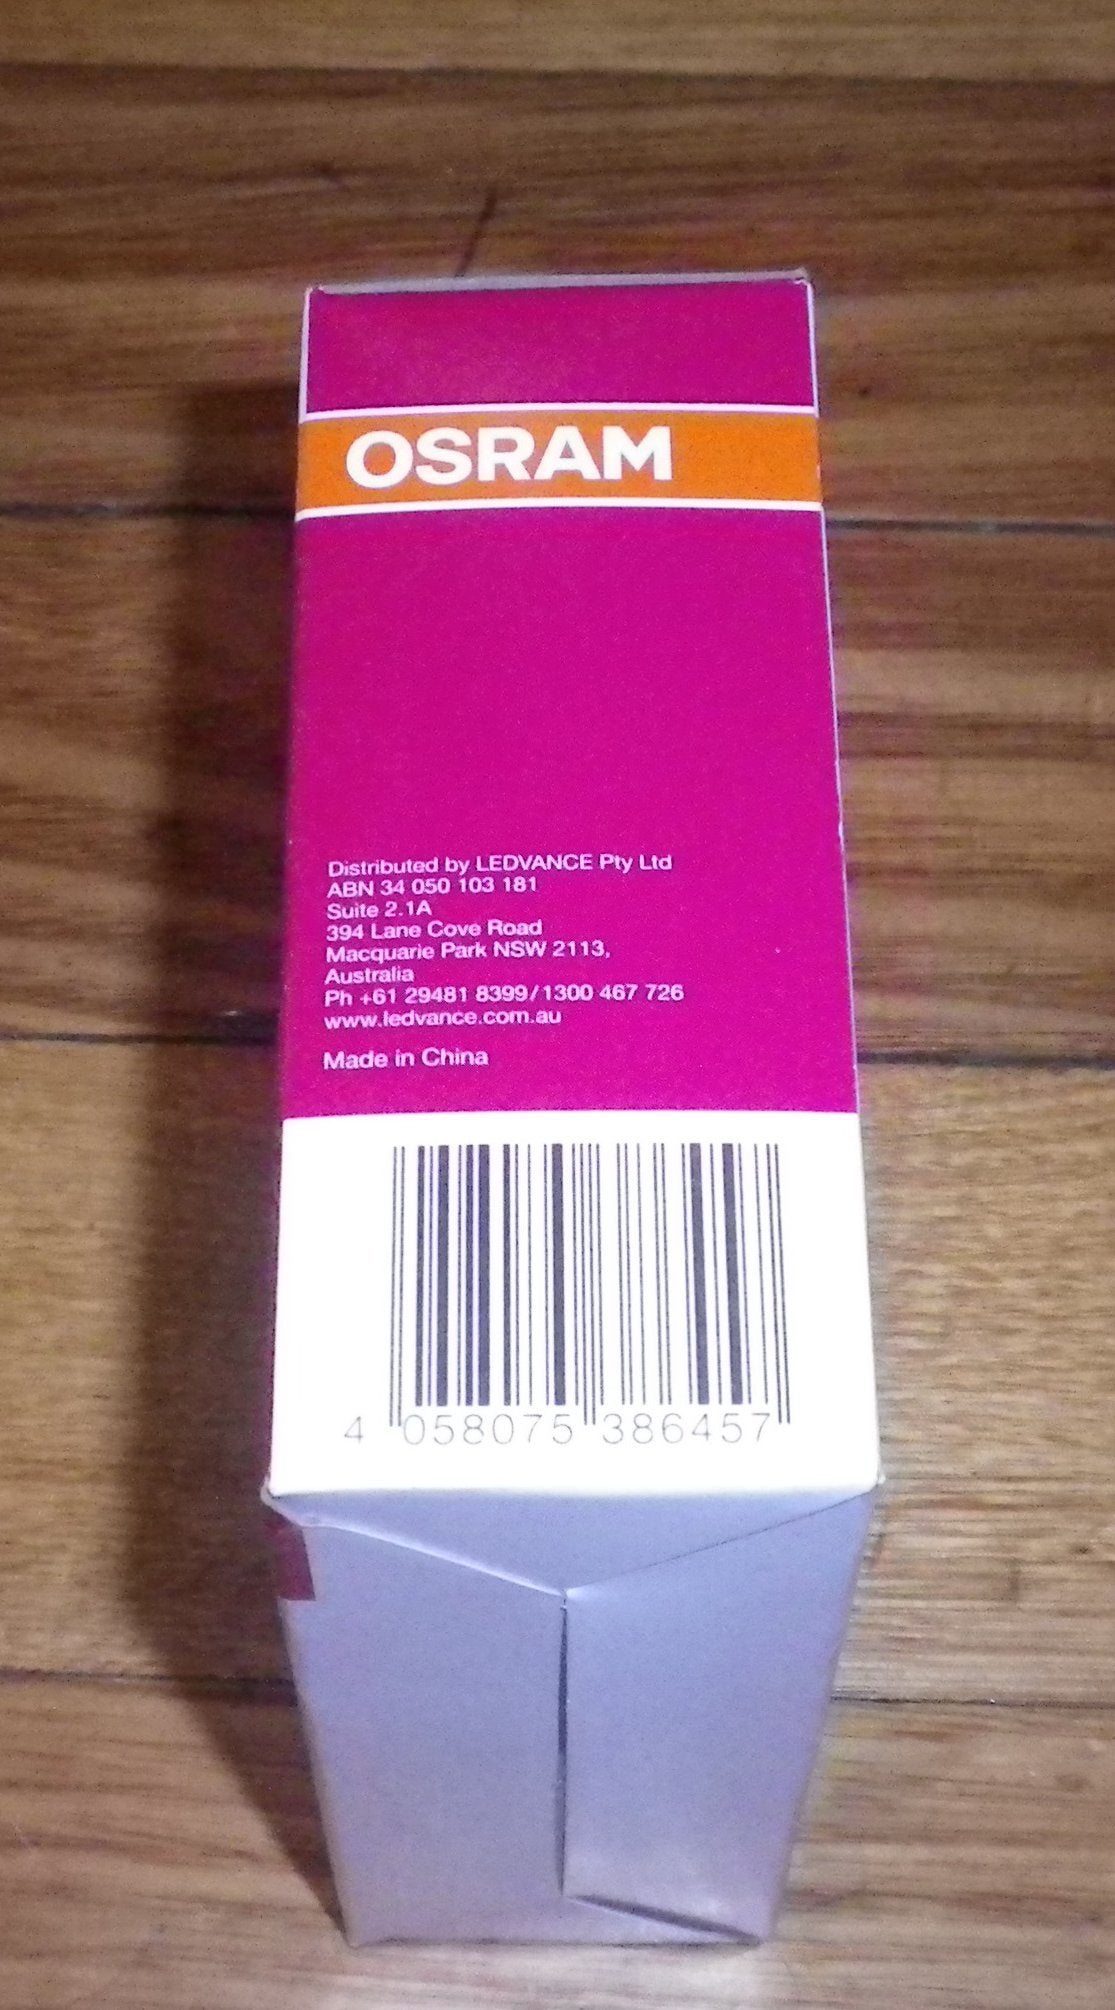 OSRAM
Distributed by LEDVANCE Pty Ltd
ABN 34 050 103 181
Suite 2.1A
394 Lane Cove Road
Macquarie Park NSW 2113,
Australia
Ph +61 29481 8399/1300 467 726
www.ledvance.com.au
Made in China
4 058075 386457